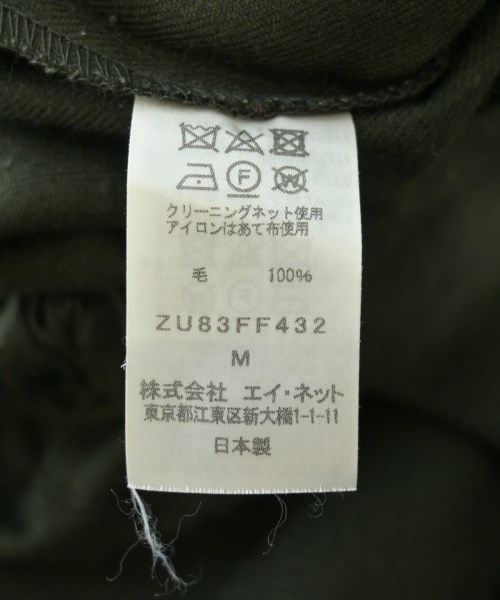 F
W
クリーニングネット使用
アイロンはあて布使用
毛 100%
ZU83FF432
M
株式会社 エイ・ネット
東京都江東区新大橋1-1-11
日本製